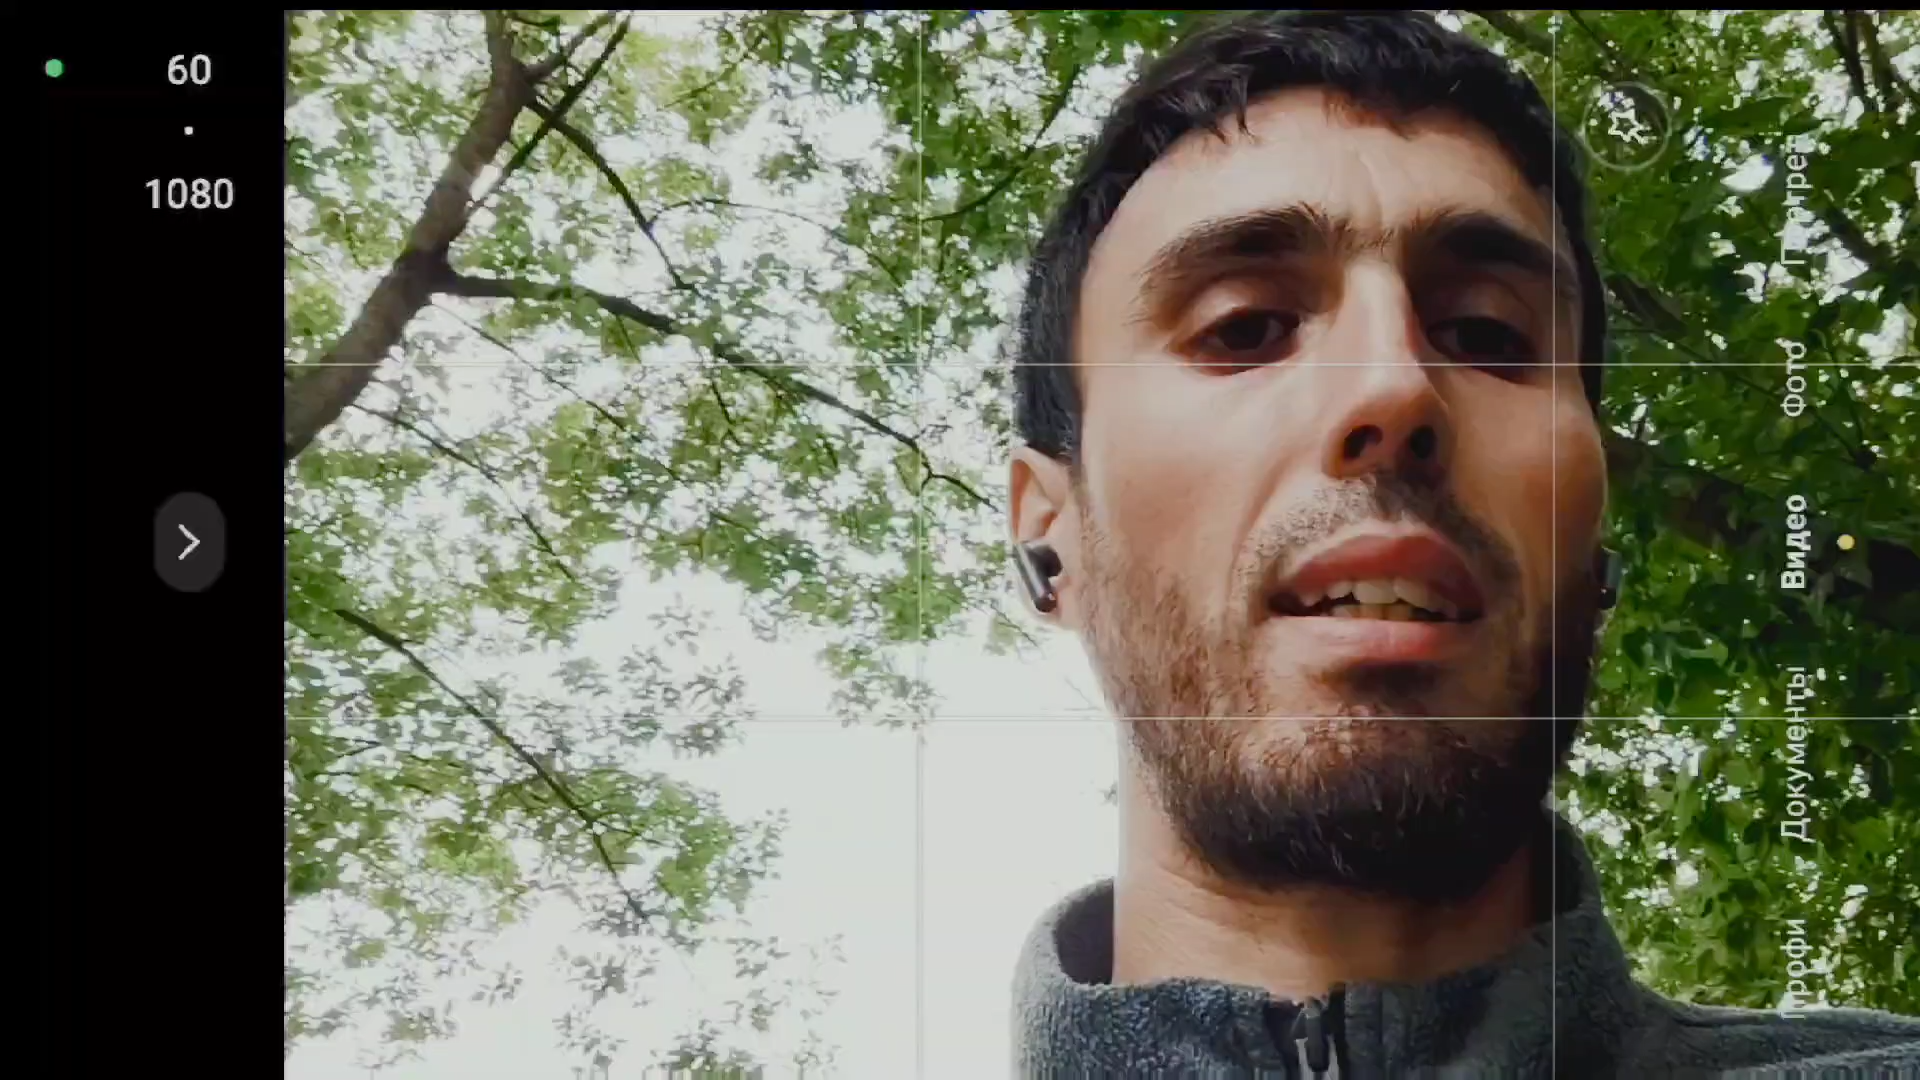 60
1080
Портрет
Фото
Видео
Документы
Профи